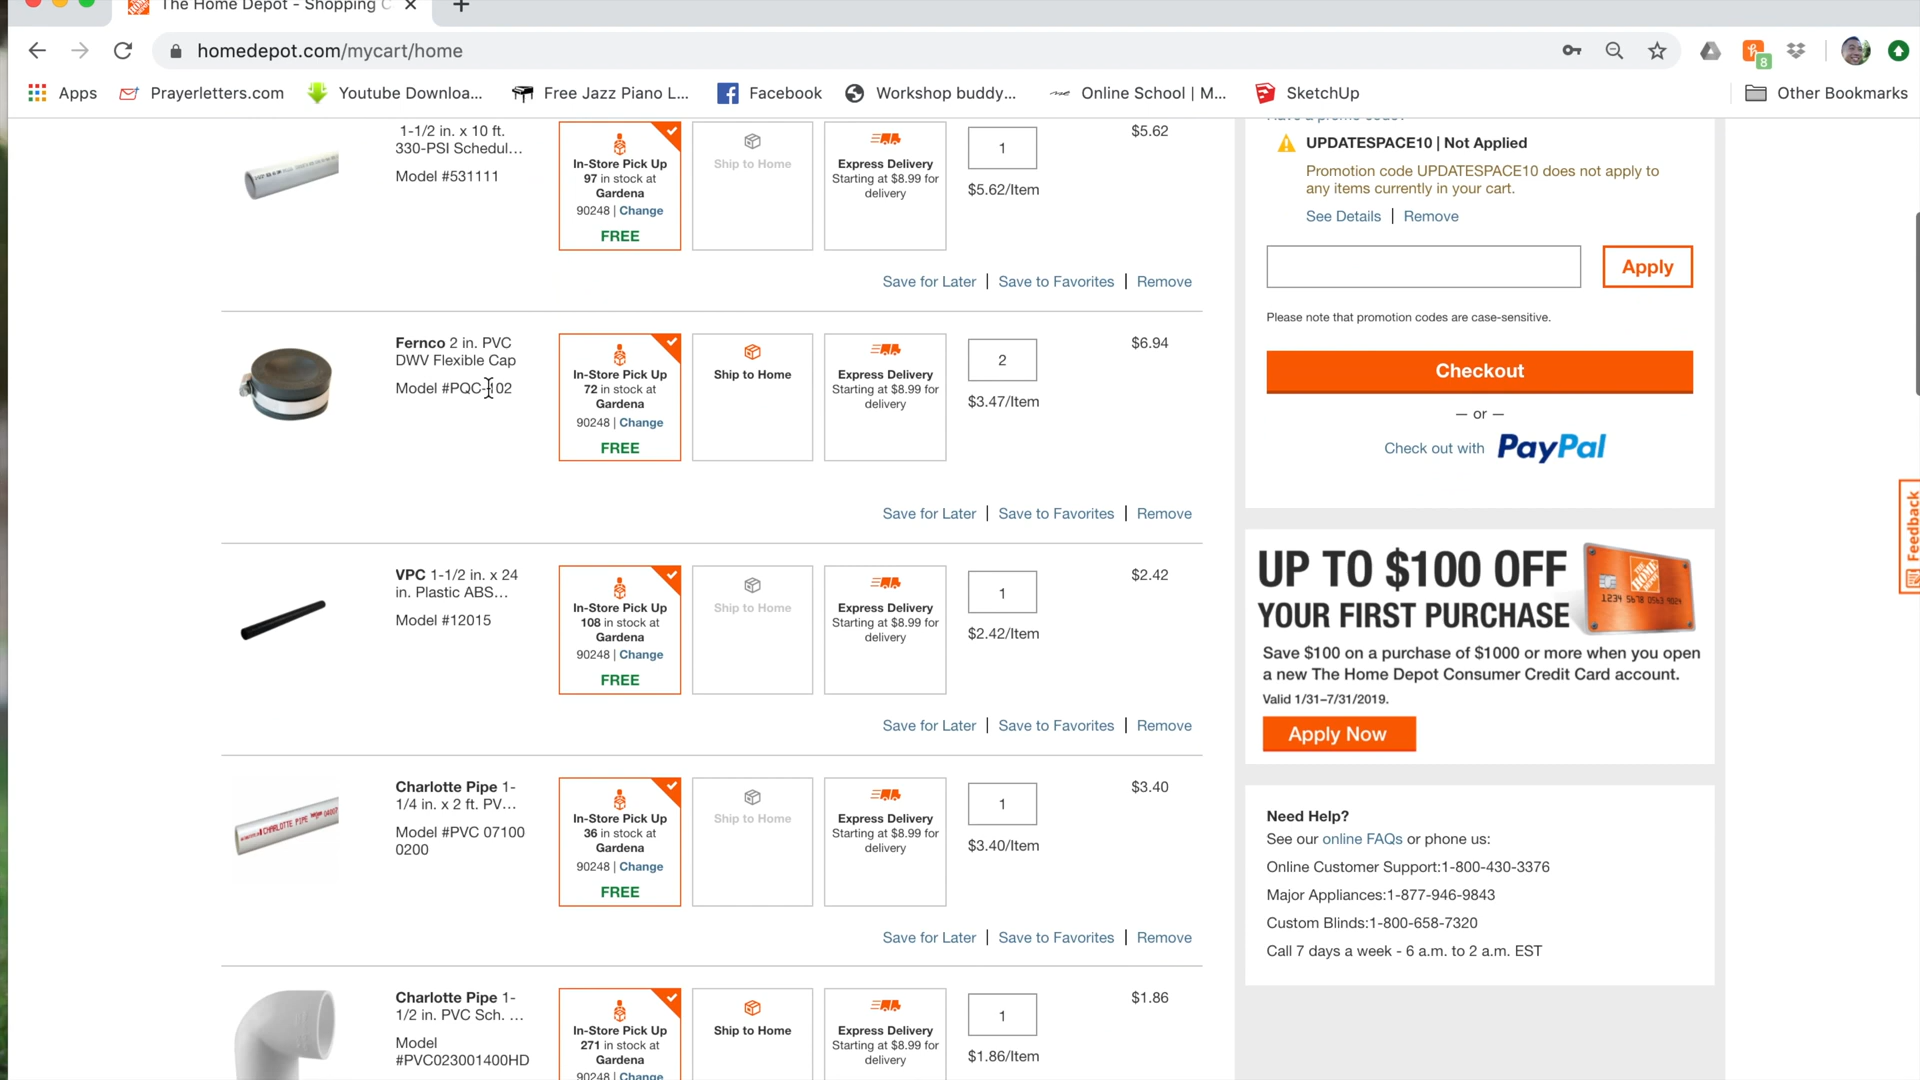 The Home Depot - Shopping C
homedepot.com/mycart/home
8
Apps
Prayerletters.com
Youtube Downloa...
Free Jazz Piano L...
Facebook
Workshop buddy...
Online School | M...
SketchUp
Other Bookmarks
1-1/2 in. x 10 ft.
330-PSI Schedul...
Model #531111
In-Store Pick Up
97 in stock at
Gardena
90248 | Change
FREE
Ship to Home
Express Delivery
Starting at $8.99 for
delivery
1
$5.62/Item
$5.62
Save for Later | Save to Favorites | Remove
Fernco 2 in. PVC
DWV Flexible Cap
Model #PQC-102
In-Store Pick Up
72 in stock at
Gardena
90248 | Change
FREE
Ship to Home
Express Delivery
Starting at $8.99 for
delivery
2
$3.47/Item
$6.94
Save for Later | Save to Favorites | Remove
VPC 1-1/2 in. x 24
in. Plastic ABS...
Model #12015
In-Store Pick Up
108 in stock at
Gardena
90248 | Change
FREE
Ship to Home
Express Delivery
Starting at $8.99 for
delivery
1
$2.42/Item
$2.42
Save for Later | Save to Favorites | Remove
CHARLOTTE PIPE
Charlotte Pipe 1-
1/4 in. x 2 ft. PV...
Model #PVC 07100
0200
In-Store Pick Up
36 in stock at
Gardena
90248 | Change
FREE
Ship to Home
Express Delivery
Starting at $8.99 for
delivery
1
$3.40/Item
$3.40
Save for Later | Save to Favorites | Remove
Charlotte Pipe 1-
1/2 in. PVC Sch. ...
Model
#PVC023001400HD
In-Store Pick Up
271 in stock at
Gardena
90248 | Change
Ship to Home
Express Delivery
Starting at $8.99 for
delivery
1
$1.86/Item
$1.86
Have a promo code?
UPDATESPACE10 | Not Applied
Promotion code UPDATESPACE10 does not apply to
any items currently in your cart.
See Details | Remove
Apply
Please note that promotion codes are case-sensitive.
Checkout
— or —
Check out with PayPal
UP TO $100 OFF
YOUR FIRST PURCHASE
Save $100 on a purchase of $1000 or more when you open
a new The Home Depot Consumer Credit Card account.
Valid 1/31–7/31/2019.
Apply Now
Need Help?
See our online FAQs or phone us:
Online Customer Support:1-800-430-3376
Major Appliances:1-877-946-9843
Custom Blinds:1-800-658-7320
Call 7 days a week - 6 a.m. to 2 a.m. EST
Feedback